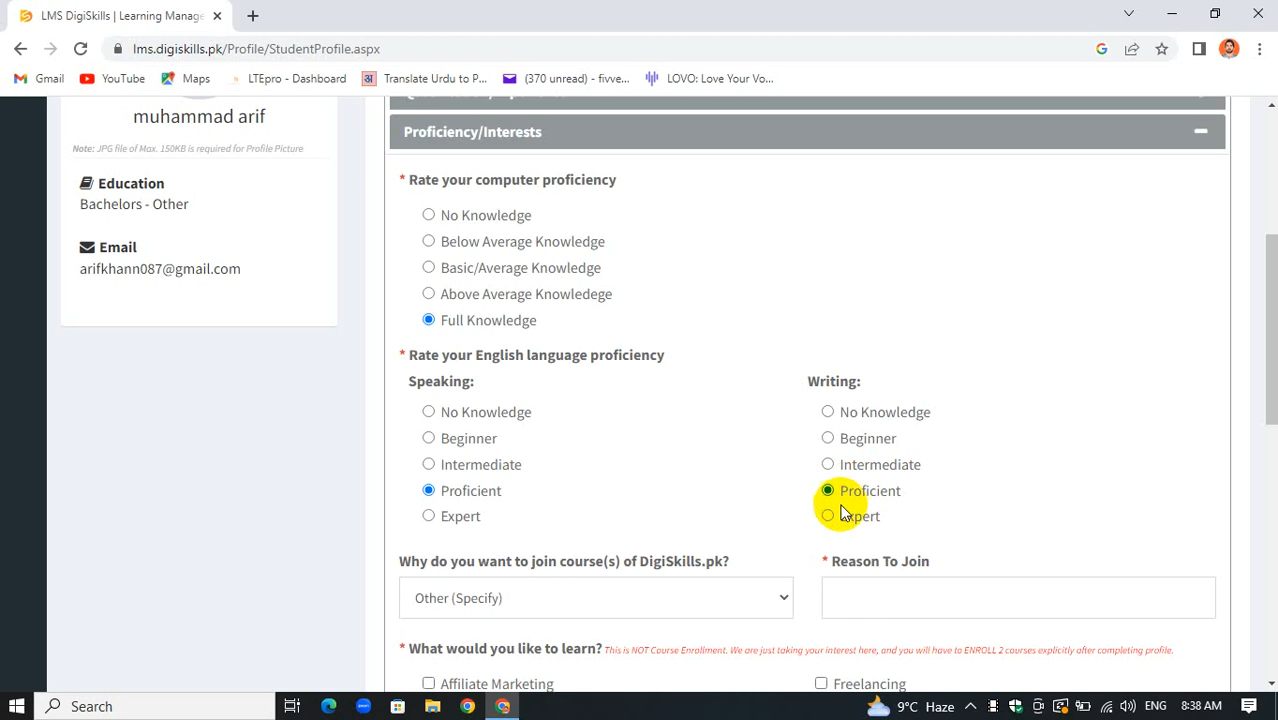 LMS DigiSkills | Learning Manage
lms.digiskills.pk/Profile/StudentProfile.aspx
Gmail YouTube Maps LTEpro - Dashboard Translate Urdu to P... (370 unread) - fivve... LOVO: Love Your Vo...
muhammad arif
Note: JPG file of Max. 150KB is required for Profile Picture
Education
Bachelors - Other
Email
arifkhann087@gmail.com
Proficiency/Interests
* Rate your computer proficiency
No Knowledge
Below Average Knowledge
Basic/Average Knowledge
Above Average Knowledege
Full Knowledge
* Rate your English language proficiency
Speaking:
No Knowledge
Beginner
Intermediate
Proficient
Expert
Writing:
No Knowledge
Beginner
Intermediate
Proficient
Expert
Why do you want to join course(s) of DigiSkills.pk?
Other (Specify)
* Reason To Join
* What would you like to learn? This is NOT Course Enrollment. We are just taking your interest here, and you will have to ENROLL 2 courses explicitly after completing profile.
Affiliate Marketing
Freelancing
Search
9°C Haze
ENG
8:38 AM